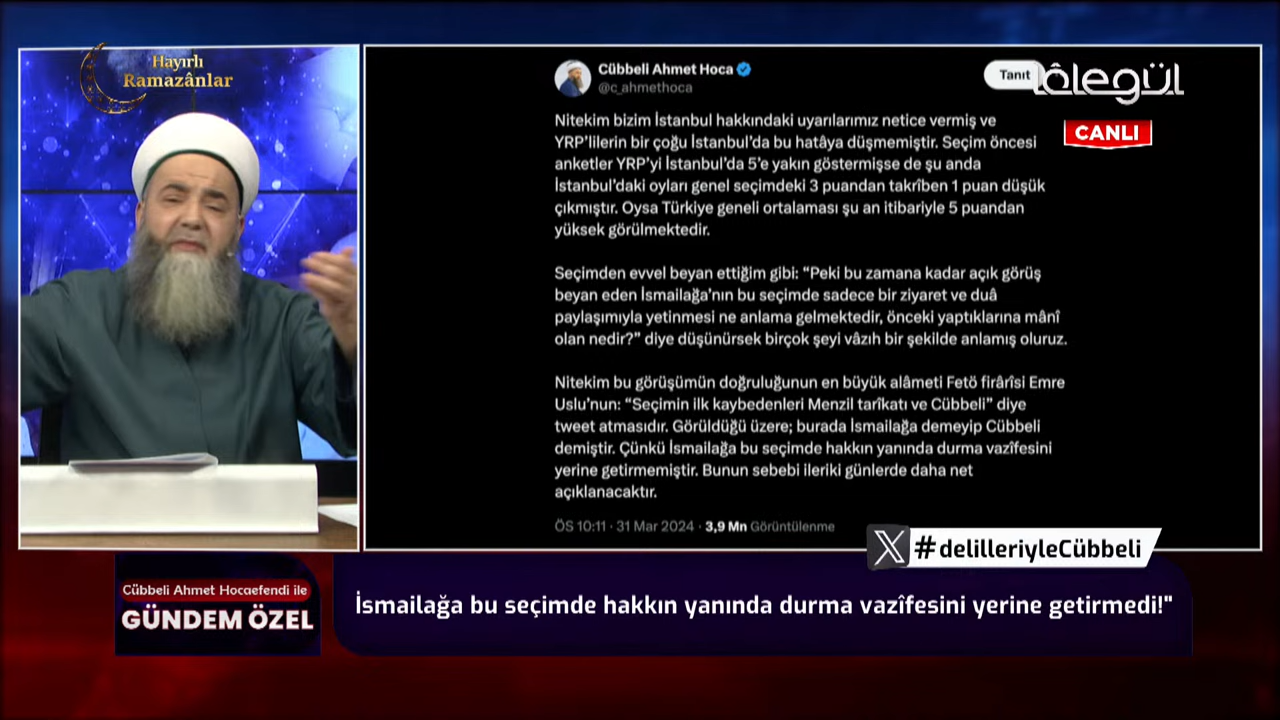 Hayırlı
Ramazânlar
Cübbeli Ahmet Hoca
@c_ahmethoca
Tanıt
lâlegül
CANLI
Nitekim bizim İstanbul hakkındaki uyarılarımız netice vermiş ve
YRP'lilerin bir çoğu İstanbul'da bu hatâya düşmemiştir. Seçim öncesi
anketler YRP'yi İstanbul'da 5'e yakın göstermişse de şu anda
İstanbul'daki oyları genel seçimdeki 3 puandan takrîben 1 puan düşük
çıkmıştır. Oysa Türkiye geneli ortalaması şu an itibariyle 5 puandan
yüksek görülmektedir.
Seçimden evvel beyan ettiğim gibi: “Peki bu zamana kadar açık görüş
beyan eden İsmailağa'nın bu seçimde sadece bir ziyaret ve duâ
paylaşımıyla yetinmesi ne anlama gelmektedir, önceki yaptıklarına mânî
olan nedir?” diye düşünürsek birçok şeyi vâzıh bir şekilde anlamış oluruz.
Nitekim bu görüşümün doğruluğunun en büyük alâmeti Fetö firârîsi Emre
Uslu'nun: “Seçimin ilk kaybedenleri Menzil tarîkatı ve Cübbeli” diye
tweet atmasıdır. Görüldüğü üzere; burada İsmailağa demeyip Cübbeli
demiştir. Çünkü İsmailağa bu seçimde hakkın yanında durma vazîfesini
yerine getirmemiştir. Bunun sebebi ileriki günlerde daha net
açıklanacaktır.
ÖS 10:11 · 31 Mar 2024 · 3,9 Mn Görüntülenme
X #delilleriyleCübbeli
Cübbeli Ahmet Hocaefendi ile
GÜNDEM ÖZEL
İsmailağa bu seçimde hakkın yanında durma vazîfesini yerine getirmedi!"